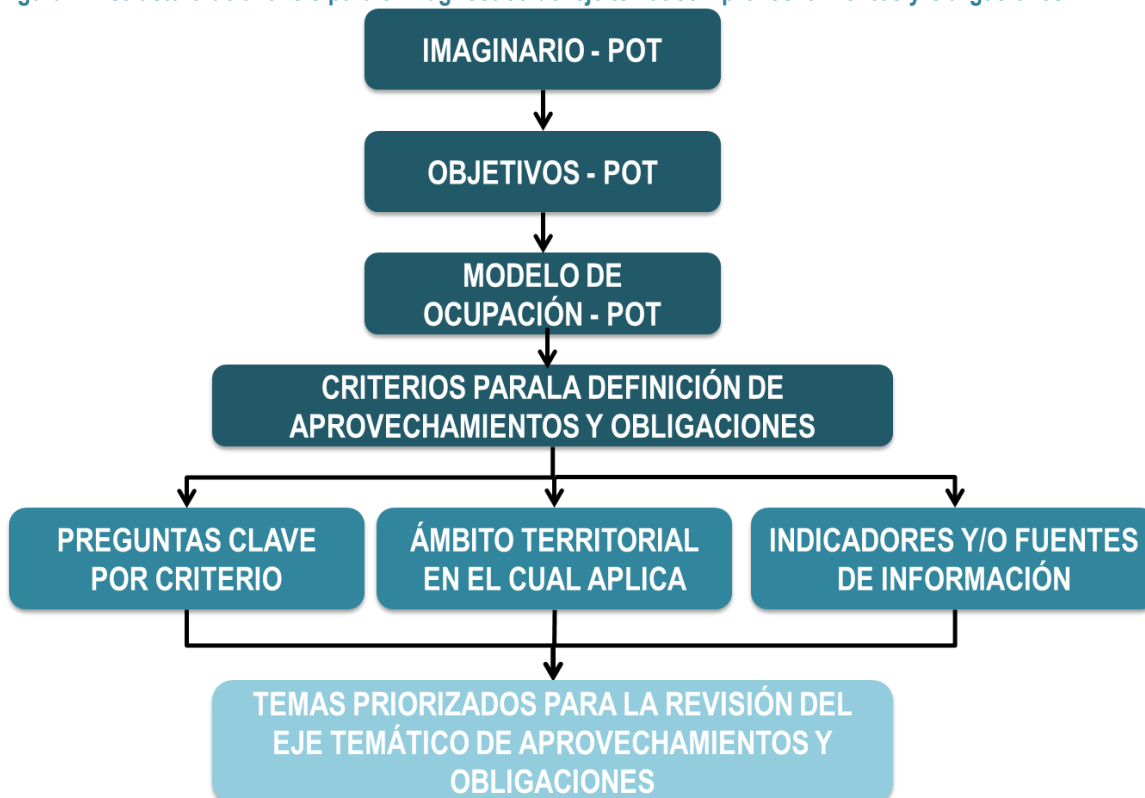 IMAGINARIO - POT
OBJETIVOS - POT
MODELO DE
OCUPACIÓN - POT
CRITERIOS PARALA DEFINICIÓN DE
APROVECHAMIENTOS Y OBLIGACIONES
PREGUNTAS CLAVE
POR CRITERIO
ÁMBITO TERRITORIAL
EN EL CUAL APLICA
INDICADORES Y/O FUENTES
DE INFORMACIÓN
TEMAS PRIORIZADOS PARA LA REVISIÓN DEL
EJE TEMÁTICO DE APROVECHAMIENTOS Y
OBLIGACIONES